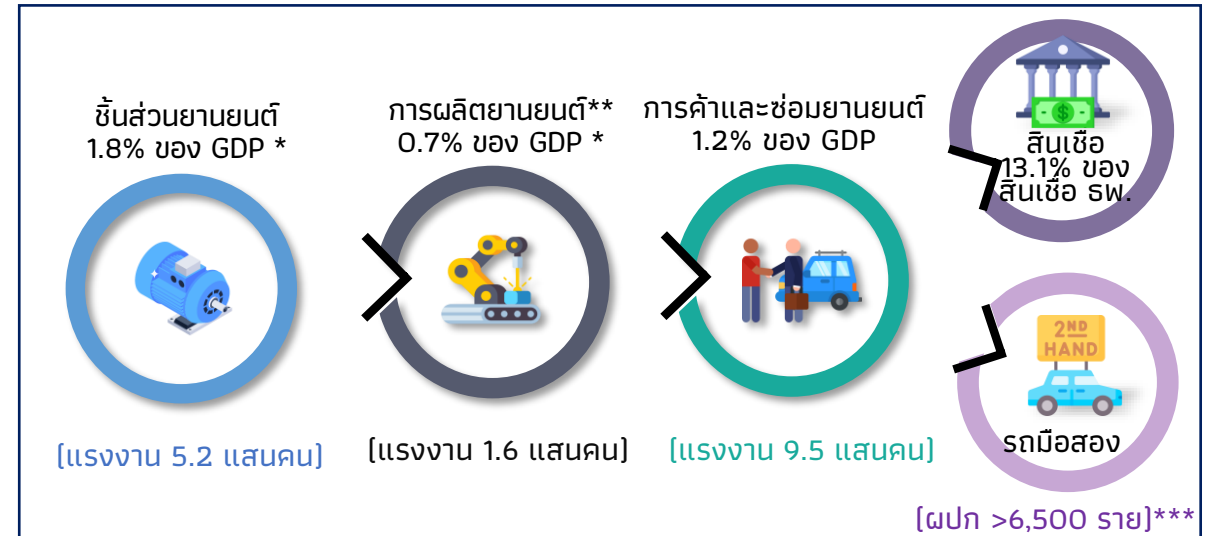 ชิ้นส่วนยานยนต์
1.8% ของ GDP *
(แรงงาน 5.2 แสนคน)
การผลิตยานยนต์**
0.7% ของ GDP *
(แรงงาน 1.6 แสนคน)
การค้าและซ่อมยานยนต์
1.2% ของ GDP
(แรงงาน 9.5 แสนคน)
$
สินเชื่อ
13.1% ของ
สินเชื่อ ธพ.
2ND
HAND
รถมือสอง
(ผปก >6,500 ราย)***